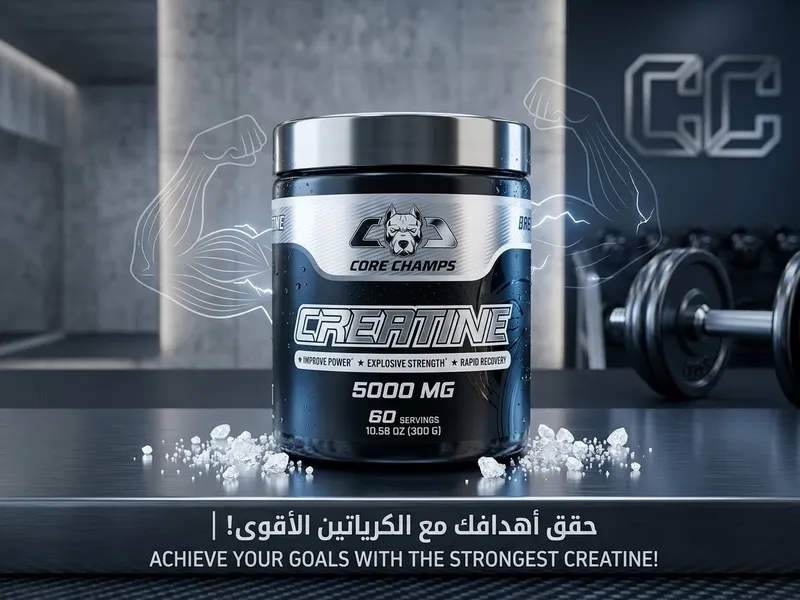 CC
CORE CHAMPS
CREATINE
★ IMPROVE POWER* ★ EXPLOSIVE STRENGTH* ★ RAPID RECOVERY
5000 MG
60 SERVINGS
10.58 OZ (300 G)
حقق أهدافك مع الكرياتين الأقوى! |
ACHIEVE YOUR GOALS WITH THE STRONGEST CREATINE!